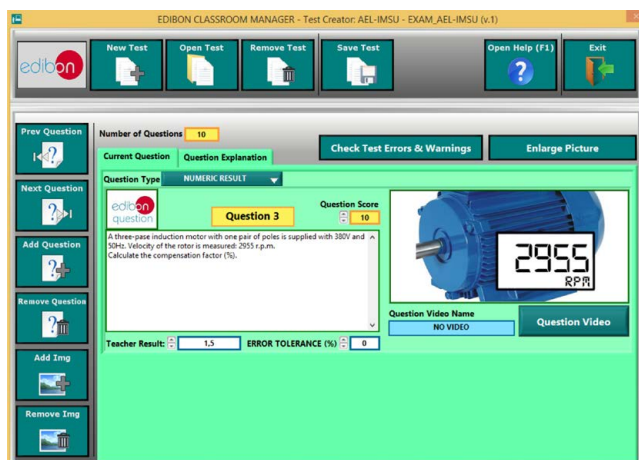 EDIBON CLASSROOM MANAGER - Test Creator: AEL-IMSU - EXAM_AEL-IMSU (v.1)
edibon
New Test
Open Test
Remove Test
Save Test
Open Help (F1)
Exit
Prev Question
Number of Questions 10
Check Test Errors & Warnings
Enlarge Picture
Current Question
Question Explanation
Next Question
Question Type NUMERIC RESULT
edibon
question
Question 3
Question Score
10
A three-pase induction motor with one pair of poles is supplied with 380V and
50Hz. Velocity of the rotor is measured: 2955 r.p.m.
Calculate the compensation factor (%).
2955
RPM
Add Question
Remove Question
Question Video Name
NO VIDEO
Question Video
Teacher Result: 1,5 ERROR TOLERANCE (%) 0
Add Img
Remove Img